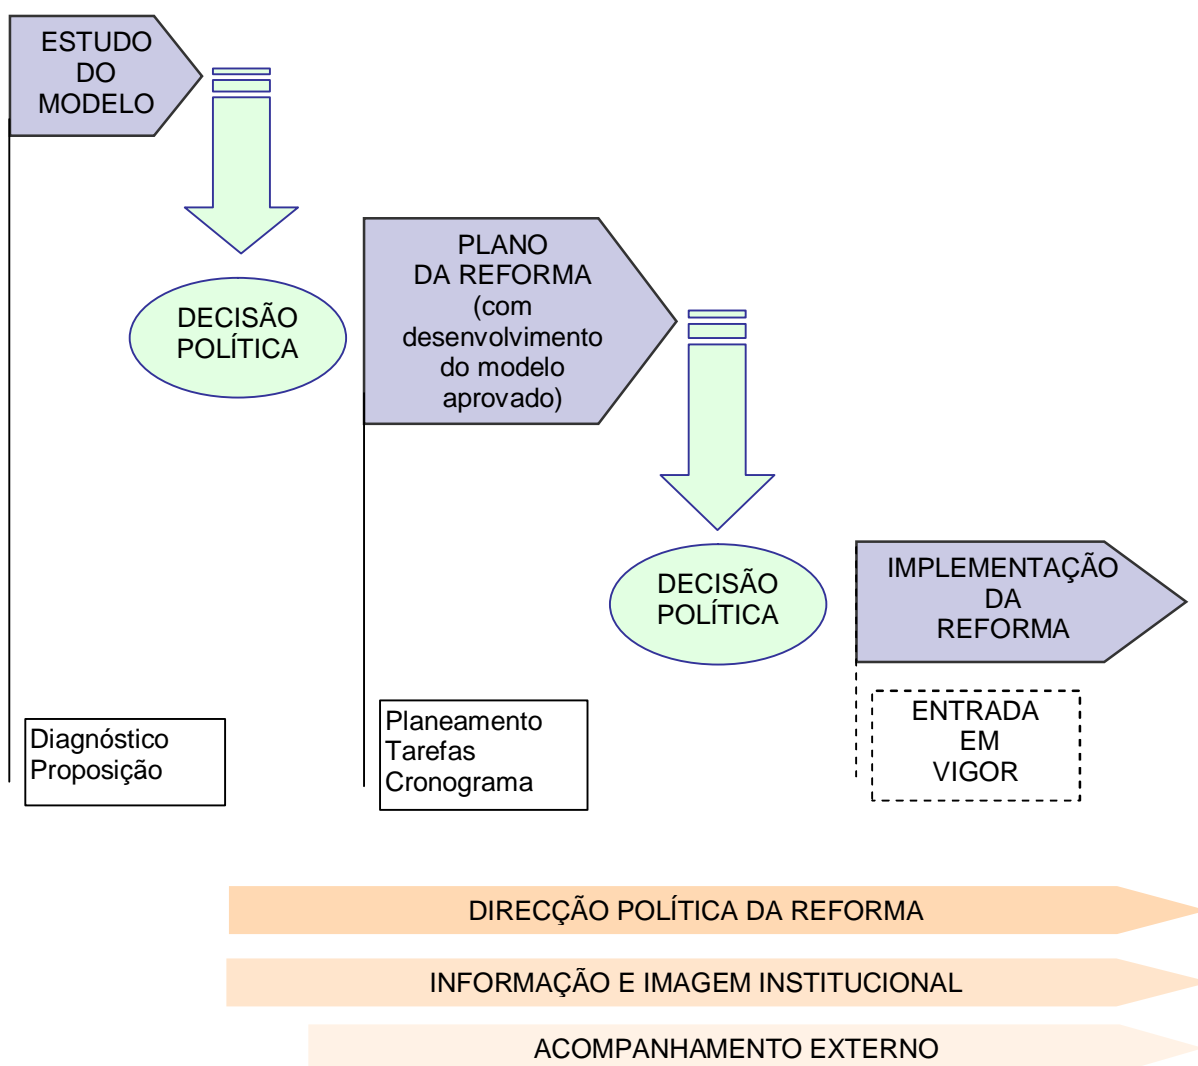 ESTUDO
DO
MODELO
DECISÃO
POLÍTICA
PLANO
DA REFORMA
(com
desenvolvimento
do modelo
aprovado)
DECISÃO
POLÍTICA
IMPLEMENTAÇÃO
DA
REFORMA
Diagnóstico
Proposição
Planeamento
Tarefas
Cronograma
ENTRADA
EM
VIGOR
DIRECÇÃO POLÍTICA DA REFORMA
INFORMAÇÃO E IMAGEM INSTITUCIONAL
ACOMPANHAMENTO EXTERNO